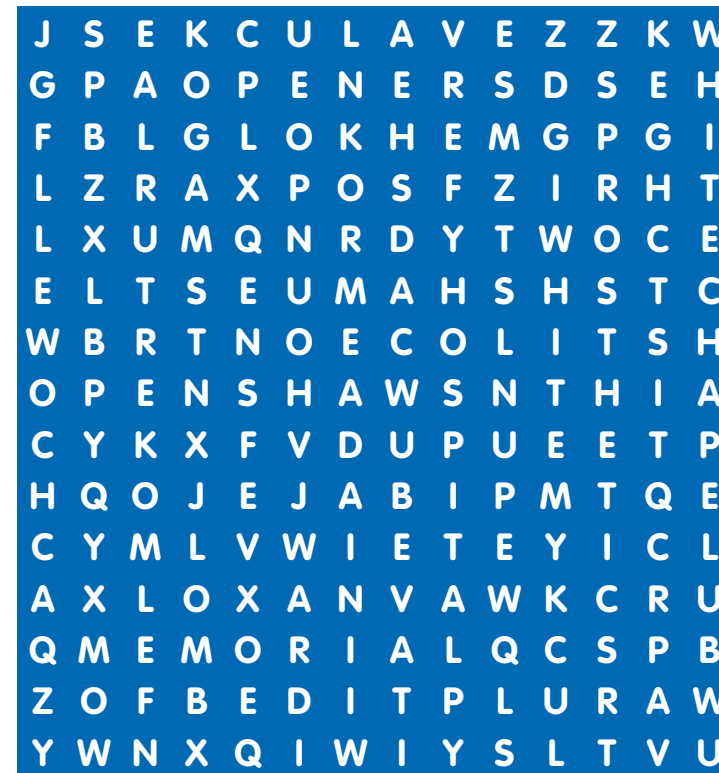 J S E K C U L A V E Z Z K W
G P A O P E N E R S D S E H
F B L G L O K H E M G P G I
L Z R A X P O S F Z I R H T
L X U M Q N R D Y T W O C E
E L T S E U M A H S H S T C
W B R T N O E C O L I T S H
O P E N S H A W S N T H I A
C Y K X F V D U P U E E T P
H Q O J E J A B I P M T Q E
C Y M L V W I E T E Y I C L
A X L O X A N V A W K C R U
Q M E M O R I A L Q C S P B
Z O F B E D I T P L U R A W
Y W N X Q I W I Y S L T V U